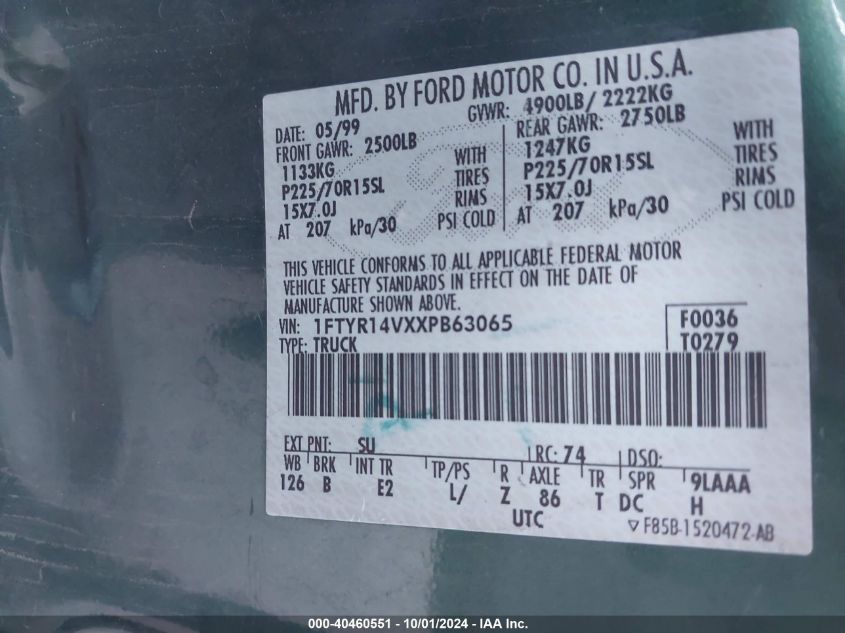 MFD. BY FORD MOTOR CO. IN U.S.A.
DATE: 05/99 GVWR: 4900LB/ 2222KG
FRONT GAWR: 2500LB REAR GAWR: 2750LB
1133KG WITH 1247KG WITH
P225/70R15SL TIRES P225/70R15SL TIRES
15X7.0J RIMS 15X7.0J RIMS
AT 207 kPa/30 PSI COLD AT 207 kPa/30 PSI COLD
THIS VEHICLE CONFORMS TO ALL APPLICABLE FEDERAL MOTOR
VEHICLE SAFETY STANDARDS IN EFFECT ON THE DATE OF
MANUFACTURE SHOWN ABOVE.
VIN: 1FTYR14VXXPB63065 F0036
TYPE: TRUCK T0279
EXT PNT: SU RC: 74 DSO:
WB BRK INT TR TP/PS R AXLE TR SPR 9LAAA
126 B E2 L/ Z 86 T DC H
UTC ▽ F85B-1520472-AB
000-40460551 - 10/01/2024 - IAA Inc.